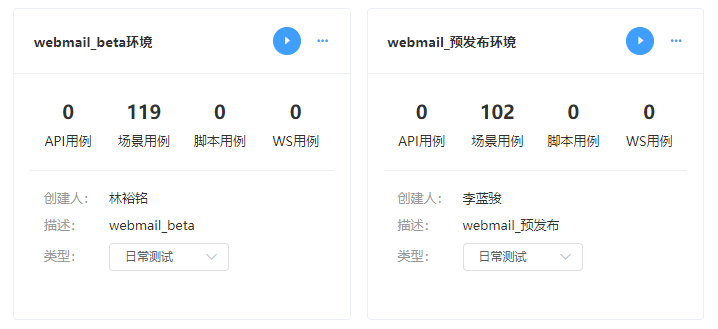 webmail_beta环境
0 119 0 0
API用例 场景用例 脚本用例 WS用例
创建人： 林裕铭
描述： webmail_beta
类型： 日常测试
webmail_预发布环境
0 102 0 0
API用例 场景用例 脚本用例 WS用例
创建人： 李蓝骏
描述： webmail_预发布
类型： 日常测试